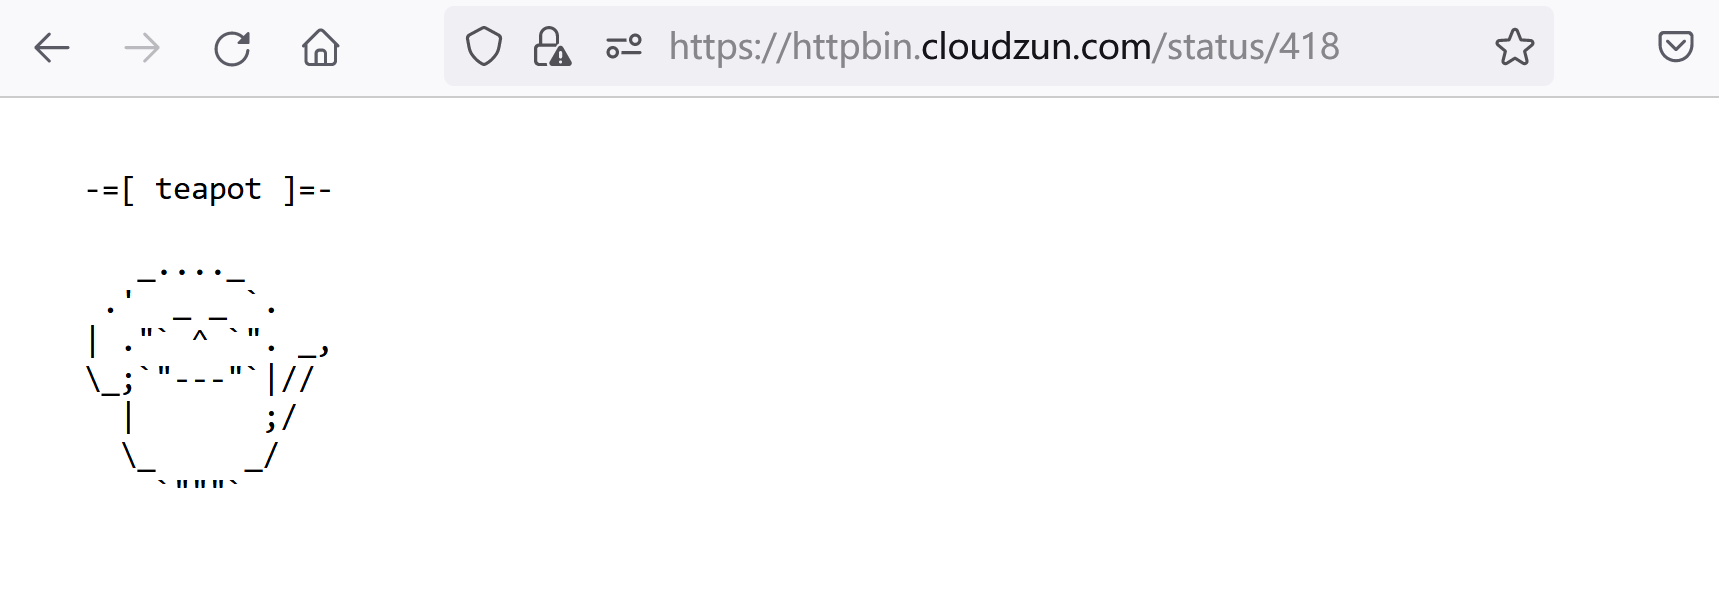 https://httpbin.cloudzun.com/status/418
-=[ teapot ]=-
     _...._
   .'  _ _ `.
  | ."` ^ `". _,
  \_;`"---"`|//
    |       ;/
    \_     _/
      `"""`